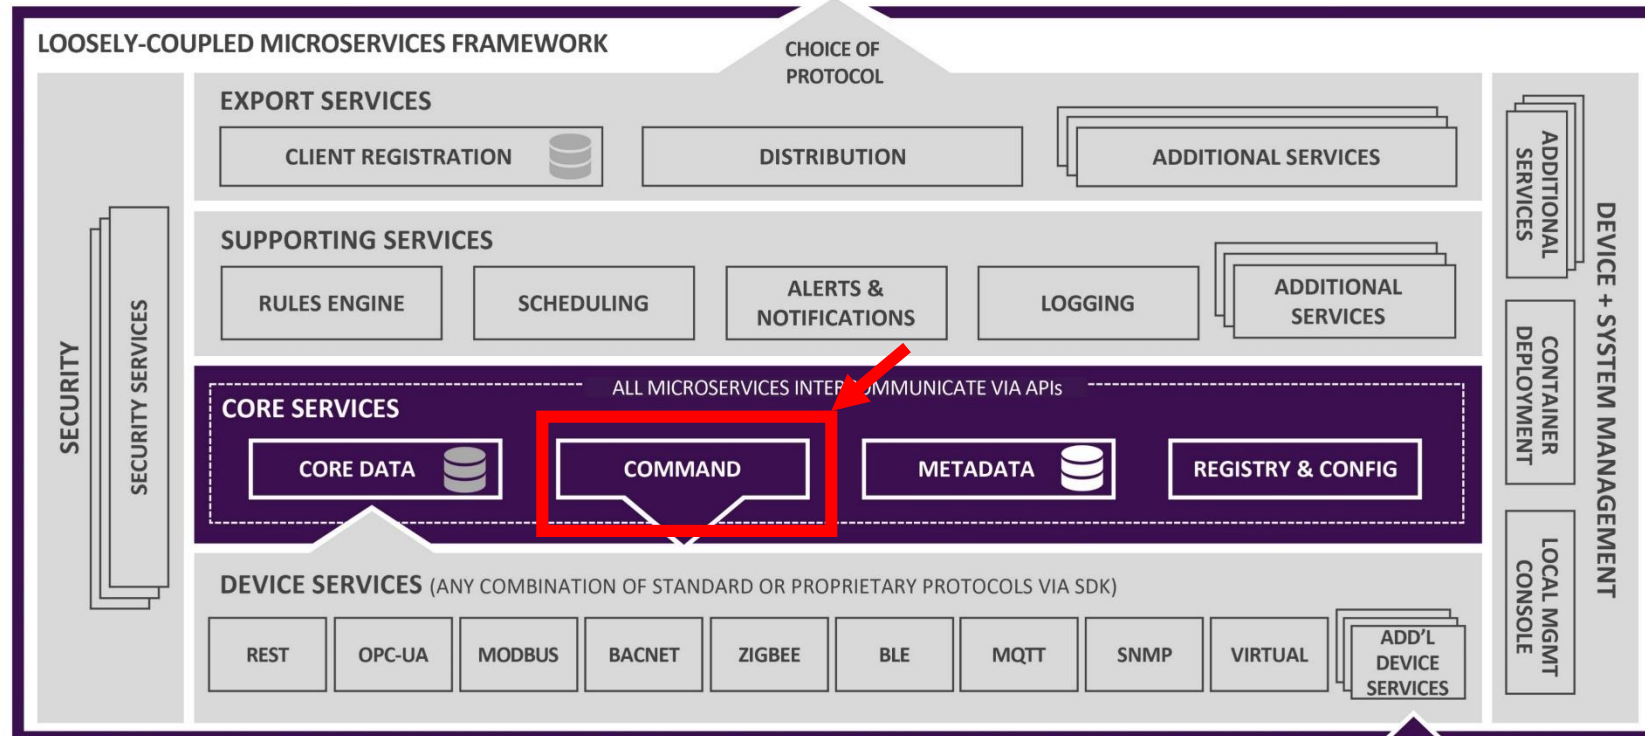 LOOSELY-COUPLED MICROSERVICES FRAMEWORK
CHOICE OF
PROTOCOL
EXPORT SERVICES
CLIENT REGISTRATION
DISTRIBUTION
ADDITIONAL SERVICES
SUPPORTING SERVICES
RULES ENGINE
SCHEDULING
ALERTS &
NOTIFICATIONS
LOGGING
ADDITIONAL
SERVICES
ALL MICROSERVICES INTERCOMMUNICATE VIA APIs
CORE SERVICES
CORE DATA
COMMAND
METADATA
REGISTRY & CONFIG
DEVICE SERVICES (ANY COMBINATION OF STANDARD OR PROPRIETARY PROTOCOLS VIA SDK)
REST
OPC-UA
MODBUS
BACNET
ZIGBEE
BLE
MQTT
SNMP
VIRTUAL
ADD'L
DEVICE
SERVICES
SECURITY
SECURITY SERVICES
ADDITIONAL
SERVICES
CONTAINER
DEPLOYMENT
LOCAL MGMT
CONSOLE
DEVICE + SYSTEM MANAGEMENT